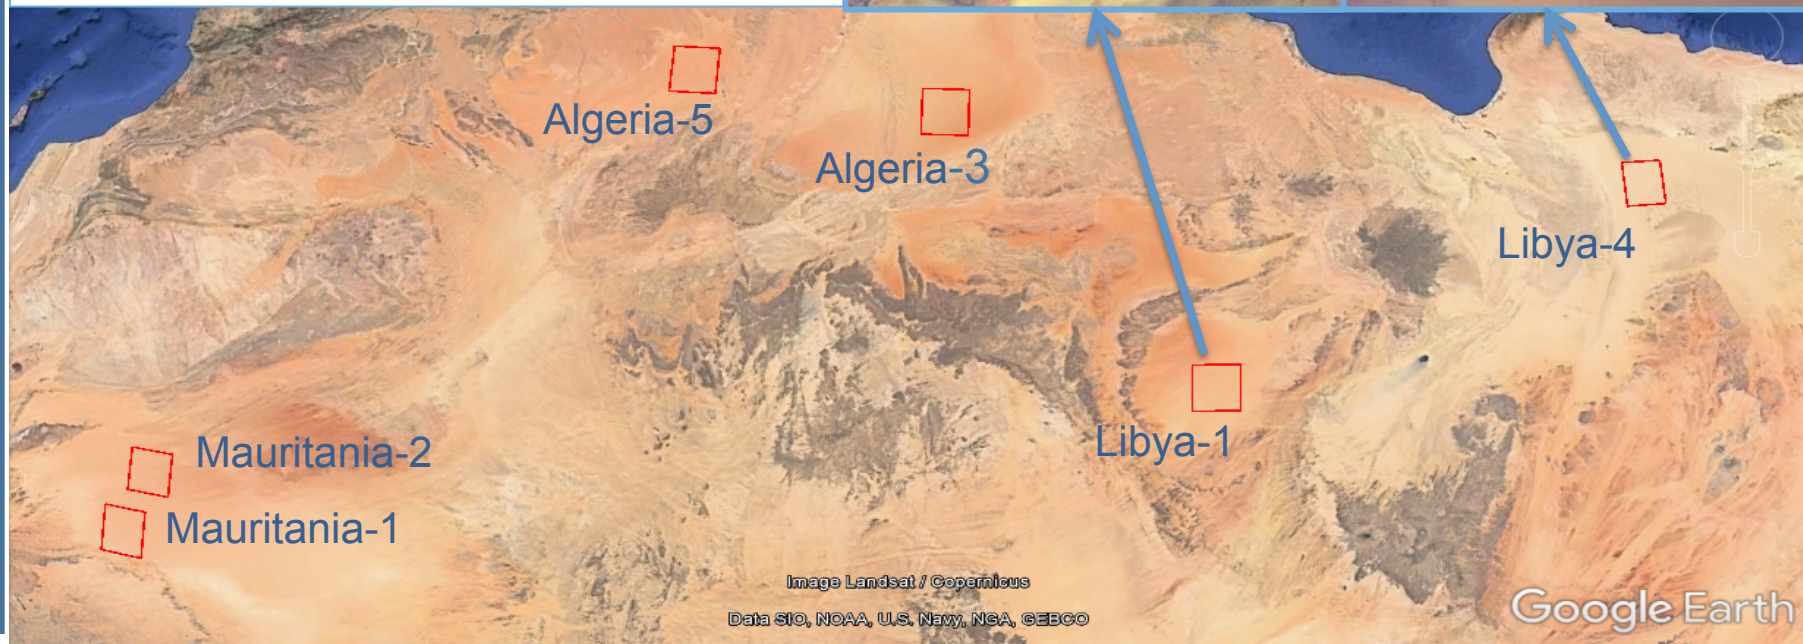 Algeria-5
Algeria-3
Libya-4
Libya-1
Mauritania-2
Mauritania-1
Image Landsat / Copernicus
Data SIO, NOAA, U.S. Navy, NGA, GEBCO
Google Earth